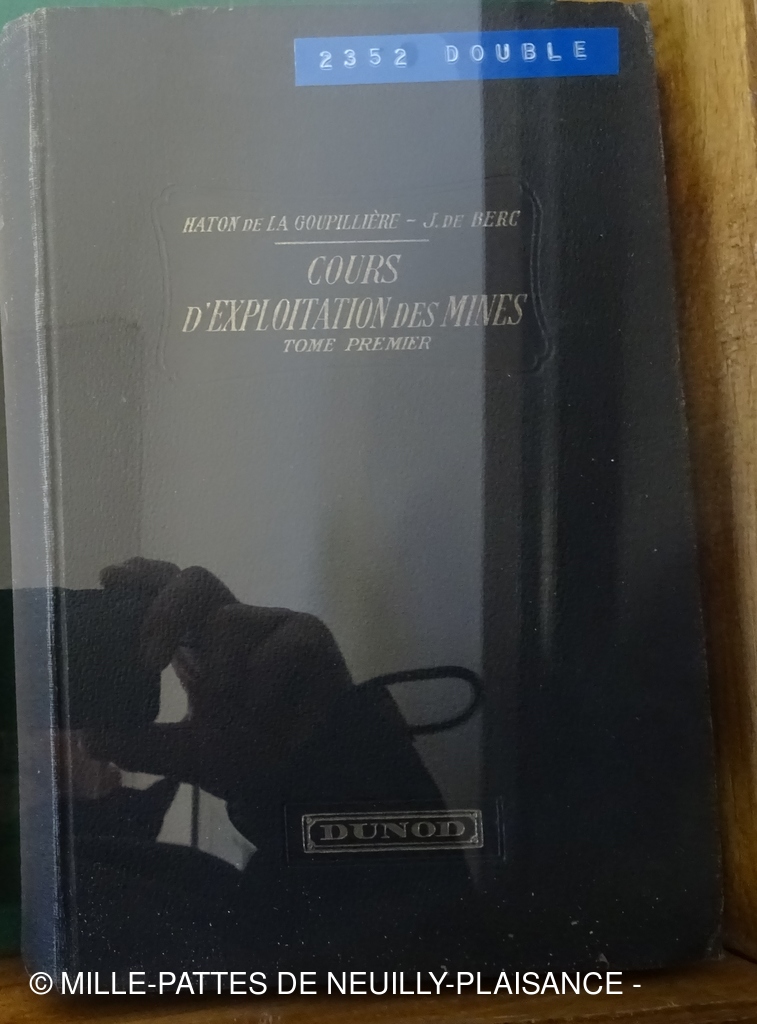 2352 DOUBLE
HATON DE LA GOUPILLIÈRE – J. DE BERC
COURS
D'EXPLOITATION DES MINES
TOME PREMIER
DUNOD
© MILLE-PATTES DE NEUILLY-PLAISANCE -